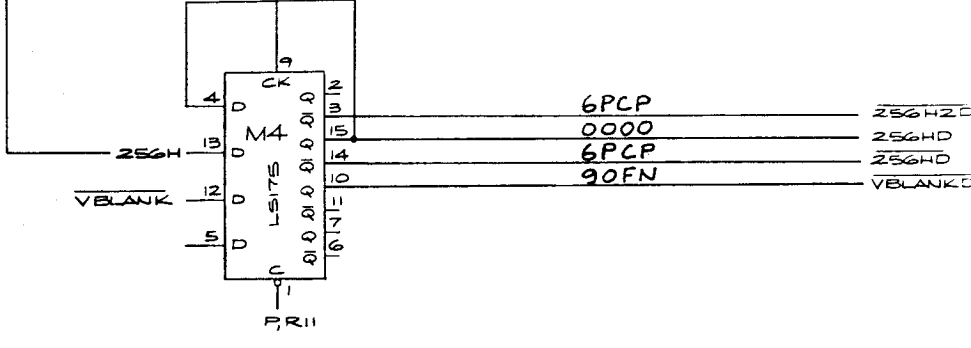 9
CK
4 D Q 2
Q 3 6PCP 256H2D
M4
15 0000 256HD
256H 13 D Q
Q 14 6PCP 256HD
VBLANK 12 D Q 10 90FN VBLANKD
LS175
Q 11
Q 7
5 D Q 6
C
1
P,R11